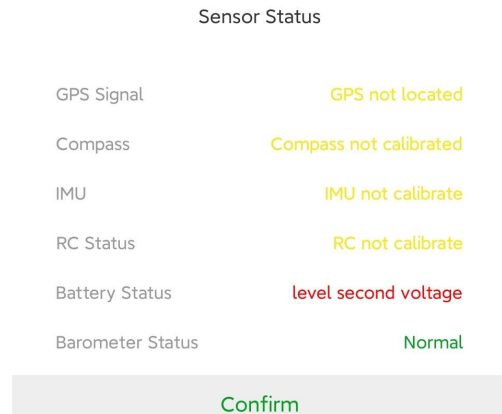 Sensor Status
GPS Signal GPS not located
Compass Compass not calibrated
IMU IMU not calibrate
RC Status RC not calibrate
Battery Status level second voltage
Barometer Status Normal
Confirm